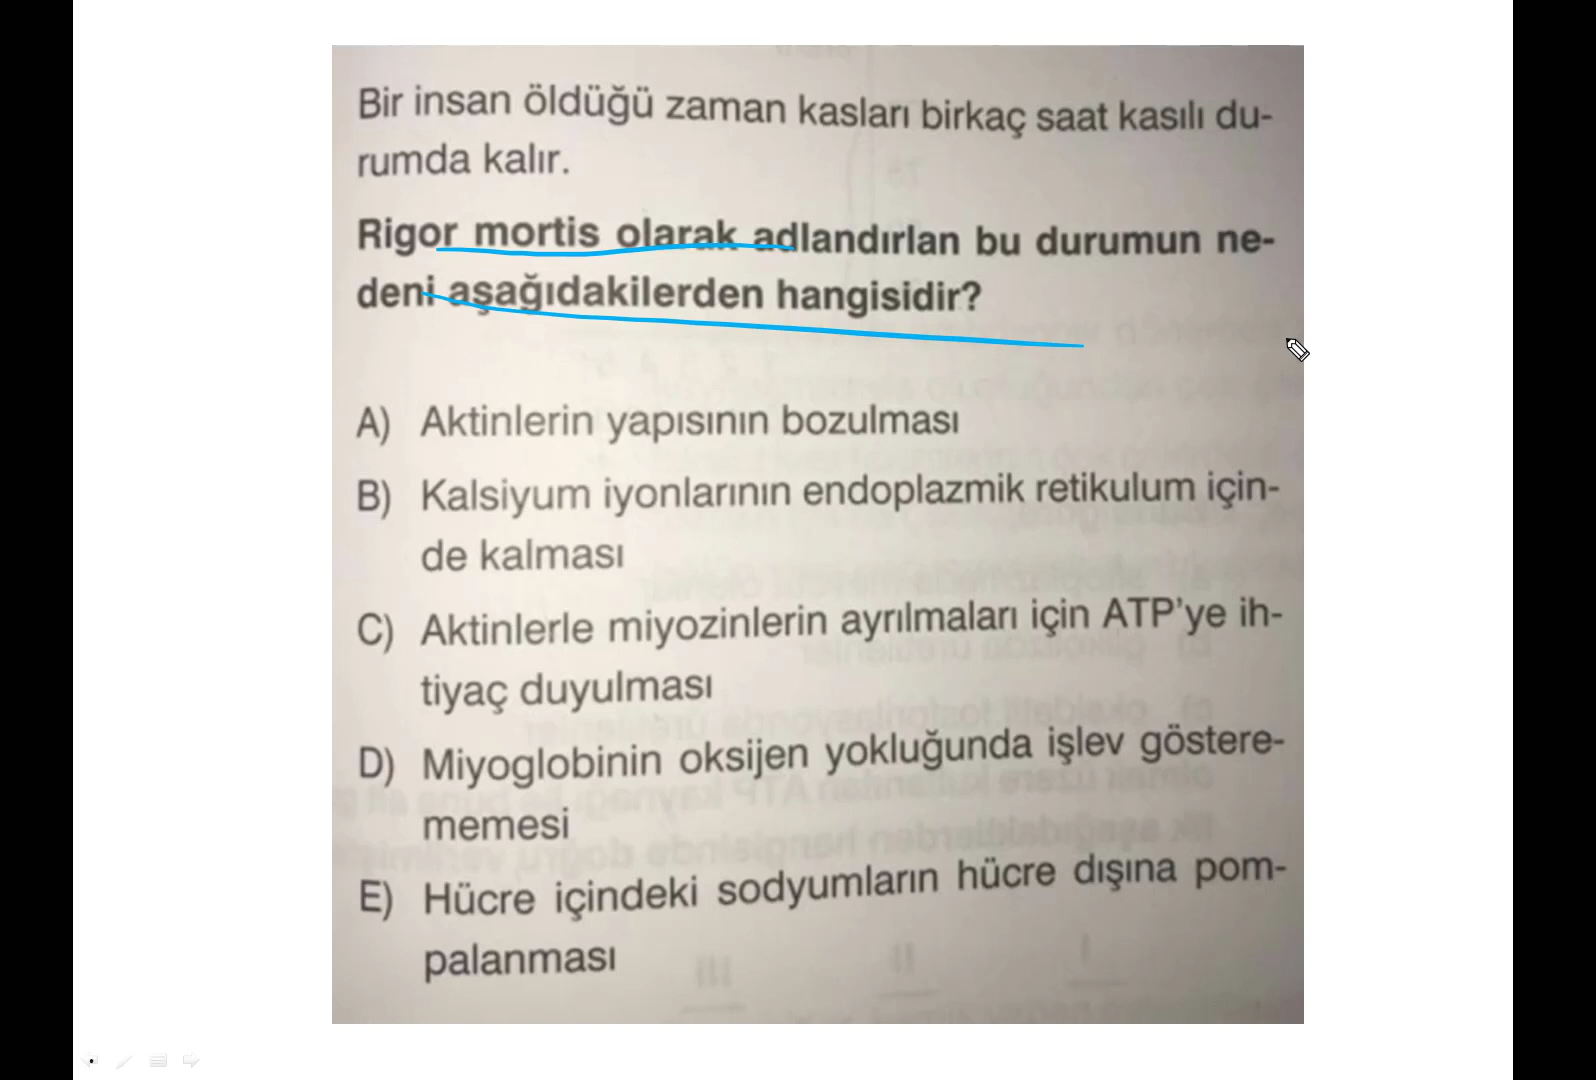 Bir insan öldüğü zaman kasları birkaç saat kasılı du-
rumda kalır.
Rigor mortis olarak adlandırlan bu durumun ne-
deni aşağıdakilerden hangisidir?
A) Aktinlerin yapısının bozulması
B) Kalsiyum iyonlarının endoplazmik retikulum için-
de kalması
C) Aktinlerle miyozinlerin ayrılmaları için ATP’ye ih-
tiyaç duyulması
D) Miyoglobinin oksijen yokluğunda işlev göstere-
memesi
E) Hücre içindeki sodyumların hücre dışına pom-
palanması